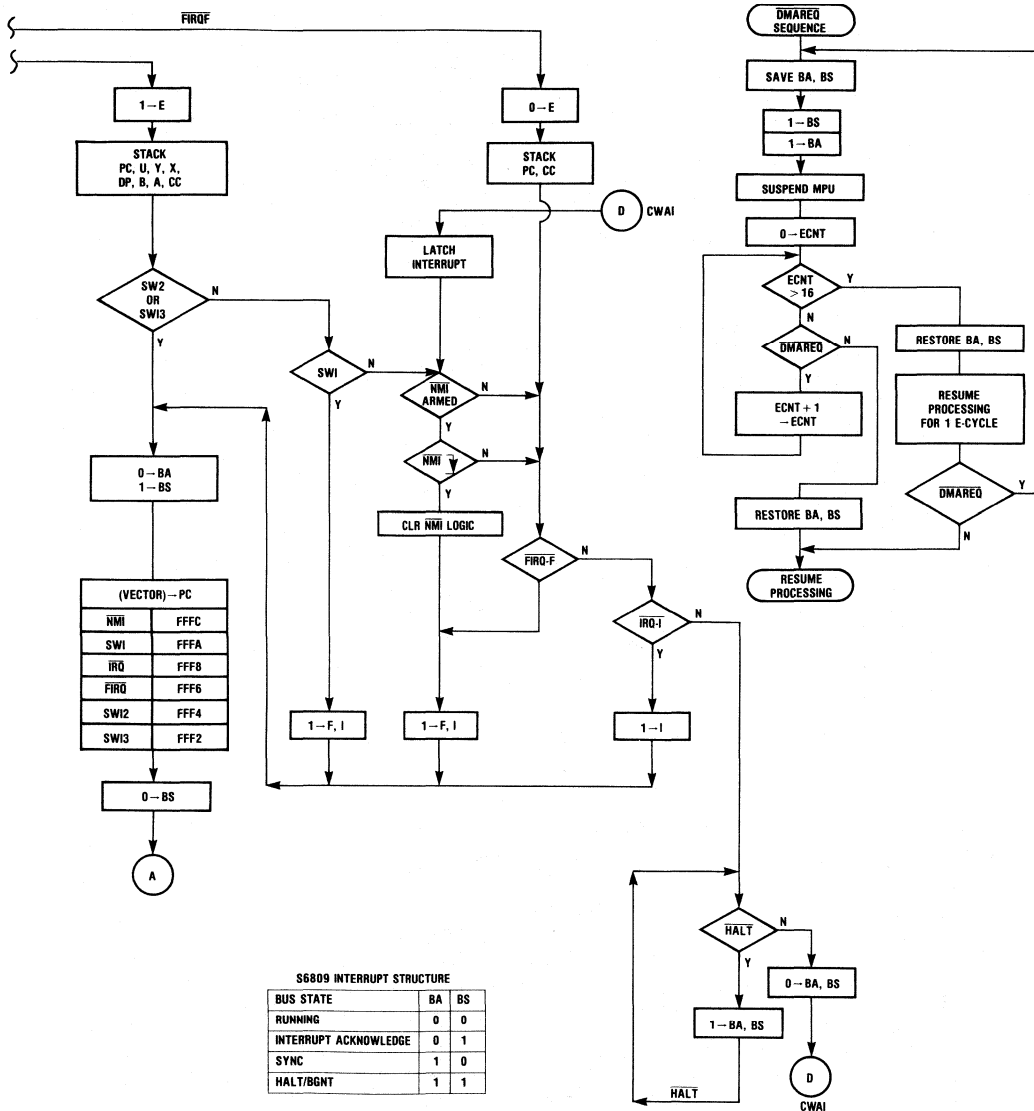 FIRQF
1→E
STACK
PC, U, Y, X,
DP, B, A, CC
SW2
OR
SWI3
N
Y
0→BA
1→BS
(VECTOR)→PC
NMI FFFC
SWI FFFA
IRQ FFF8
FIRQ FFF6
SWI2 FFF4
SWI3 FFF2
0→BS
A
SWI
N
Y
1→F, I
0→E
STACK
PC, CC
D
CWAI
LATCH
INTERRUPT
NMI
ARMED
N
Y
NMI
N
Y
CLR NMI LOGIC
1→F, I
FIRQ-F
N
IRQ-I
N
Y
1→I
HALT
N
Y
0→BA, BS
1→BA, BS
HALT
D
CWAI
DMAREQ
SEQUENCE
SAVE BA, BS
1→BS
1→BA
SUSPEND MPU
0→ECNT
ECNT
>16
Y
N
DMAREQ
N
Y
ECNT + 1
→ECNT
RESTORE BA, BS
RESUME
PROCESSING
RESTORE BA, BS
RESUME
PROCESSING
FOR 1 E-CYCLE
DMAREQ
Y
N
S6809 INTERRUPT STRUCTURE
BUS STATE BA BS
RUNNING 0 0
INTERRUPT ACKNOWLEDGE 0 1
SYNC 1 0
HALT/BGNT 1 1